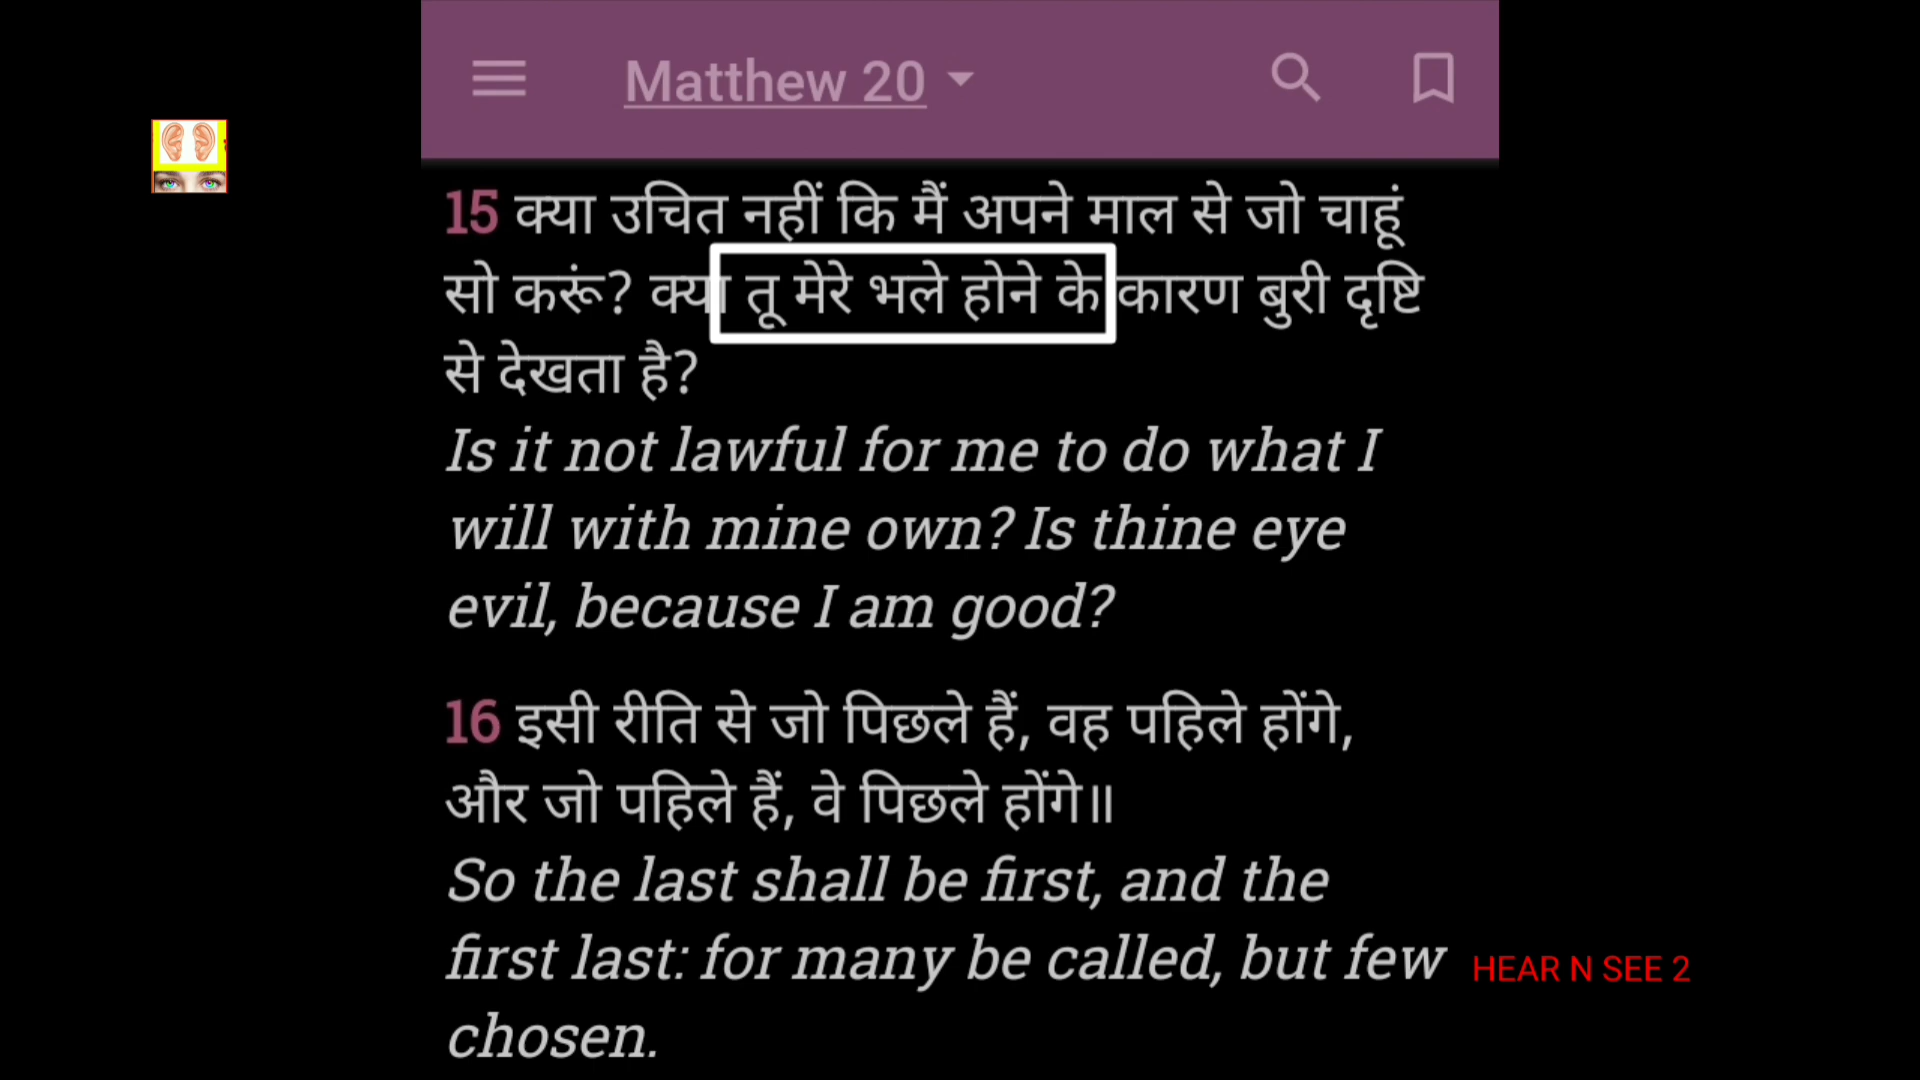 Matthew 20
15 क्या उचित नहीं कि मैं अपने माल से जो चाहूं
सो करूं? क्या तू मेरे भले होने के कारण बुरी दृष्टि
से देखता है?
Is it not lawful for me to do what I
will with mine own? Is thine eye
evil, because I am good?
16 इसी रीति से जो पिछले हैं, वह पहिले होंगे,
और जो पहिले हैं, वे पिछले होंगे॥
So the last shall be first, and the
first last: for many be called, but few
chosen.
HEAR N SEE 2